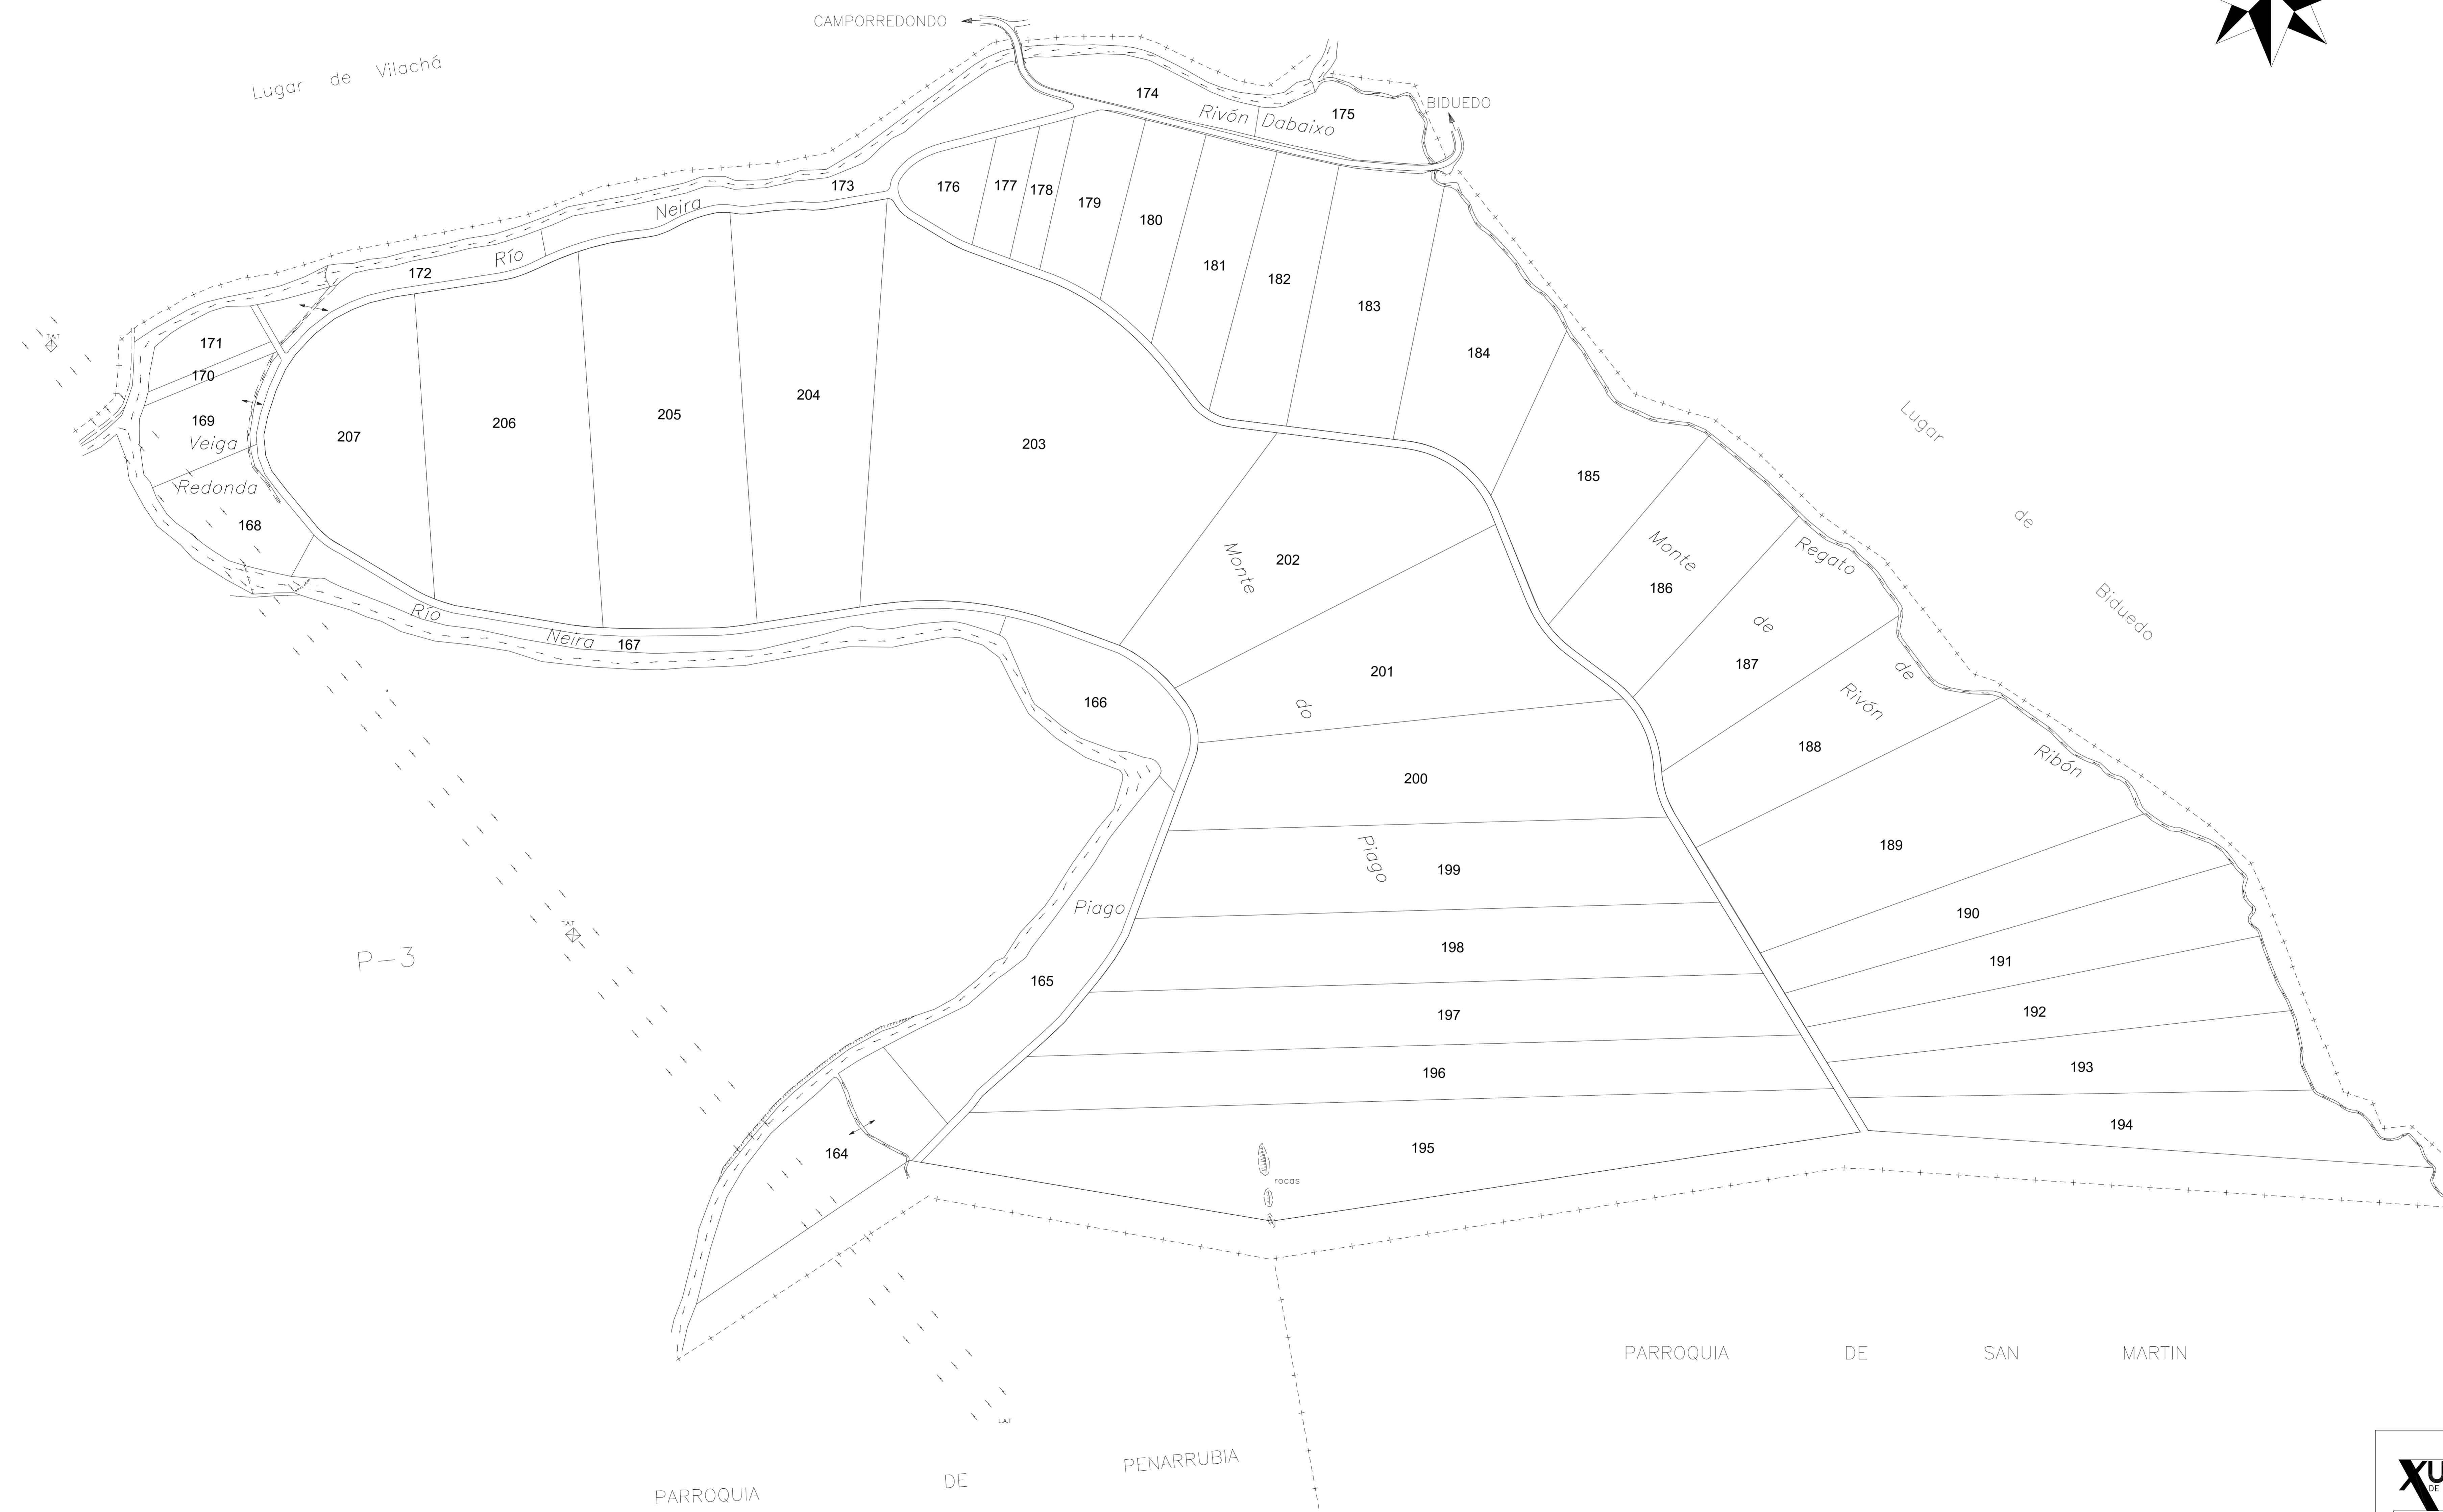 CAMPORREDONDO
Lugar de Vilachá
174
Rivón Dabaixo
175
BIDUEDO
173
176
177
178
179
180
181
182
183
184
Río Neira
172
T.A.T
171
170
169
Veiga
Redonda
168
207
206
205
204
203
185
Lugar
de
Biduedo
Monte
de
Rivón
186
187
188
Regato
de
Ribón
202
Monte
do
Piago
201
200
199
198
197
196
195
189
190
191
192
193
194
Río Neira
167
166
Piago
165
164
T.A.T
P-3
rocas
L.A.T
PARROQUIA DE SAN MARTIN
PARROQUIA DE PENARRUBIA
XU
DE